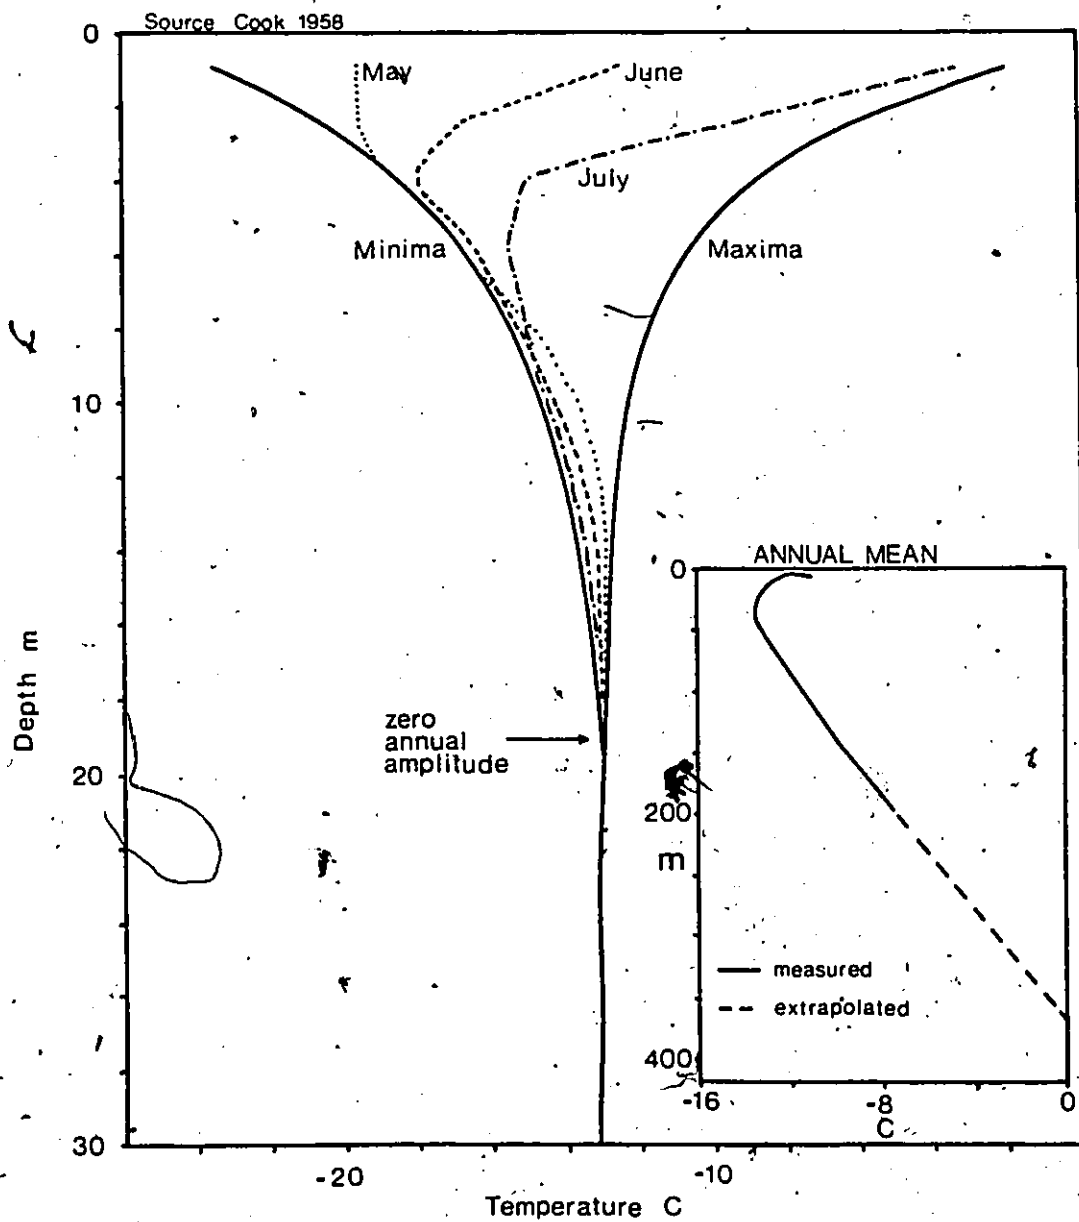 Source Cook 1958
0
May
June
July
Minima
Maxima
10
ANNUAL MEAN
0
Depth m
zero
annual
amplitude
20
200
m
measured
extrapolated
400
-16
-8
0
C
30
-20
-10
Temperature C